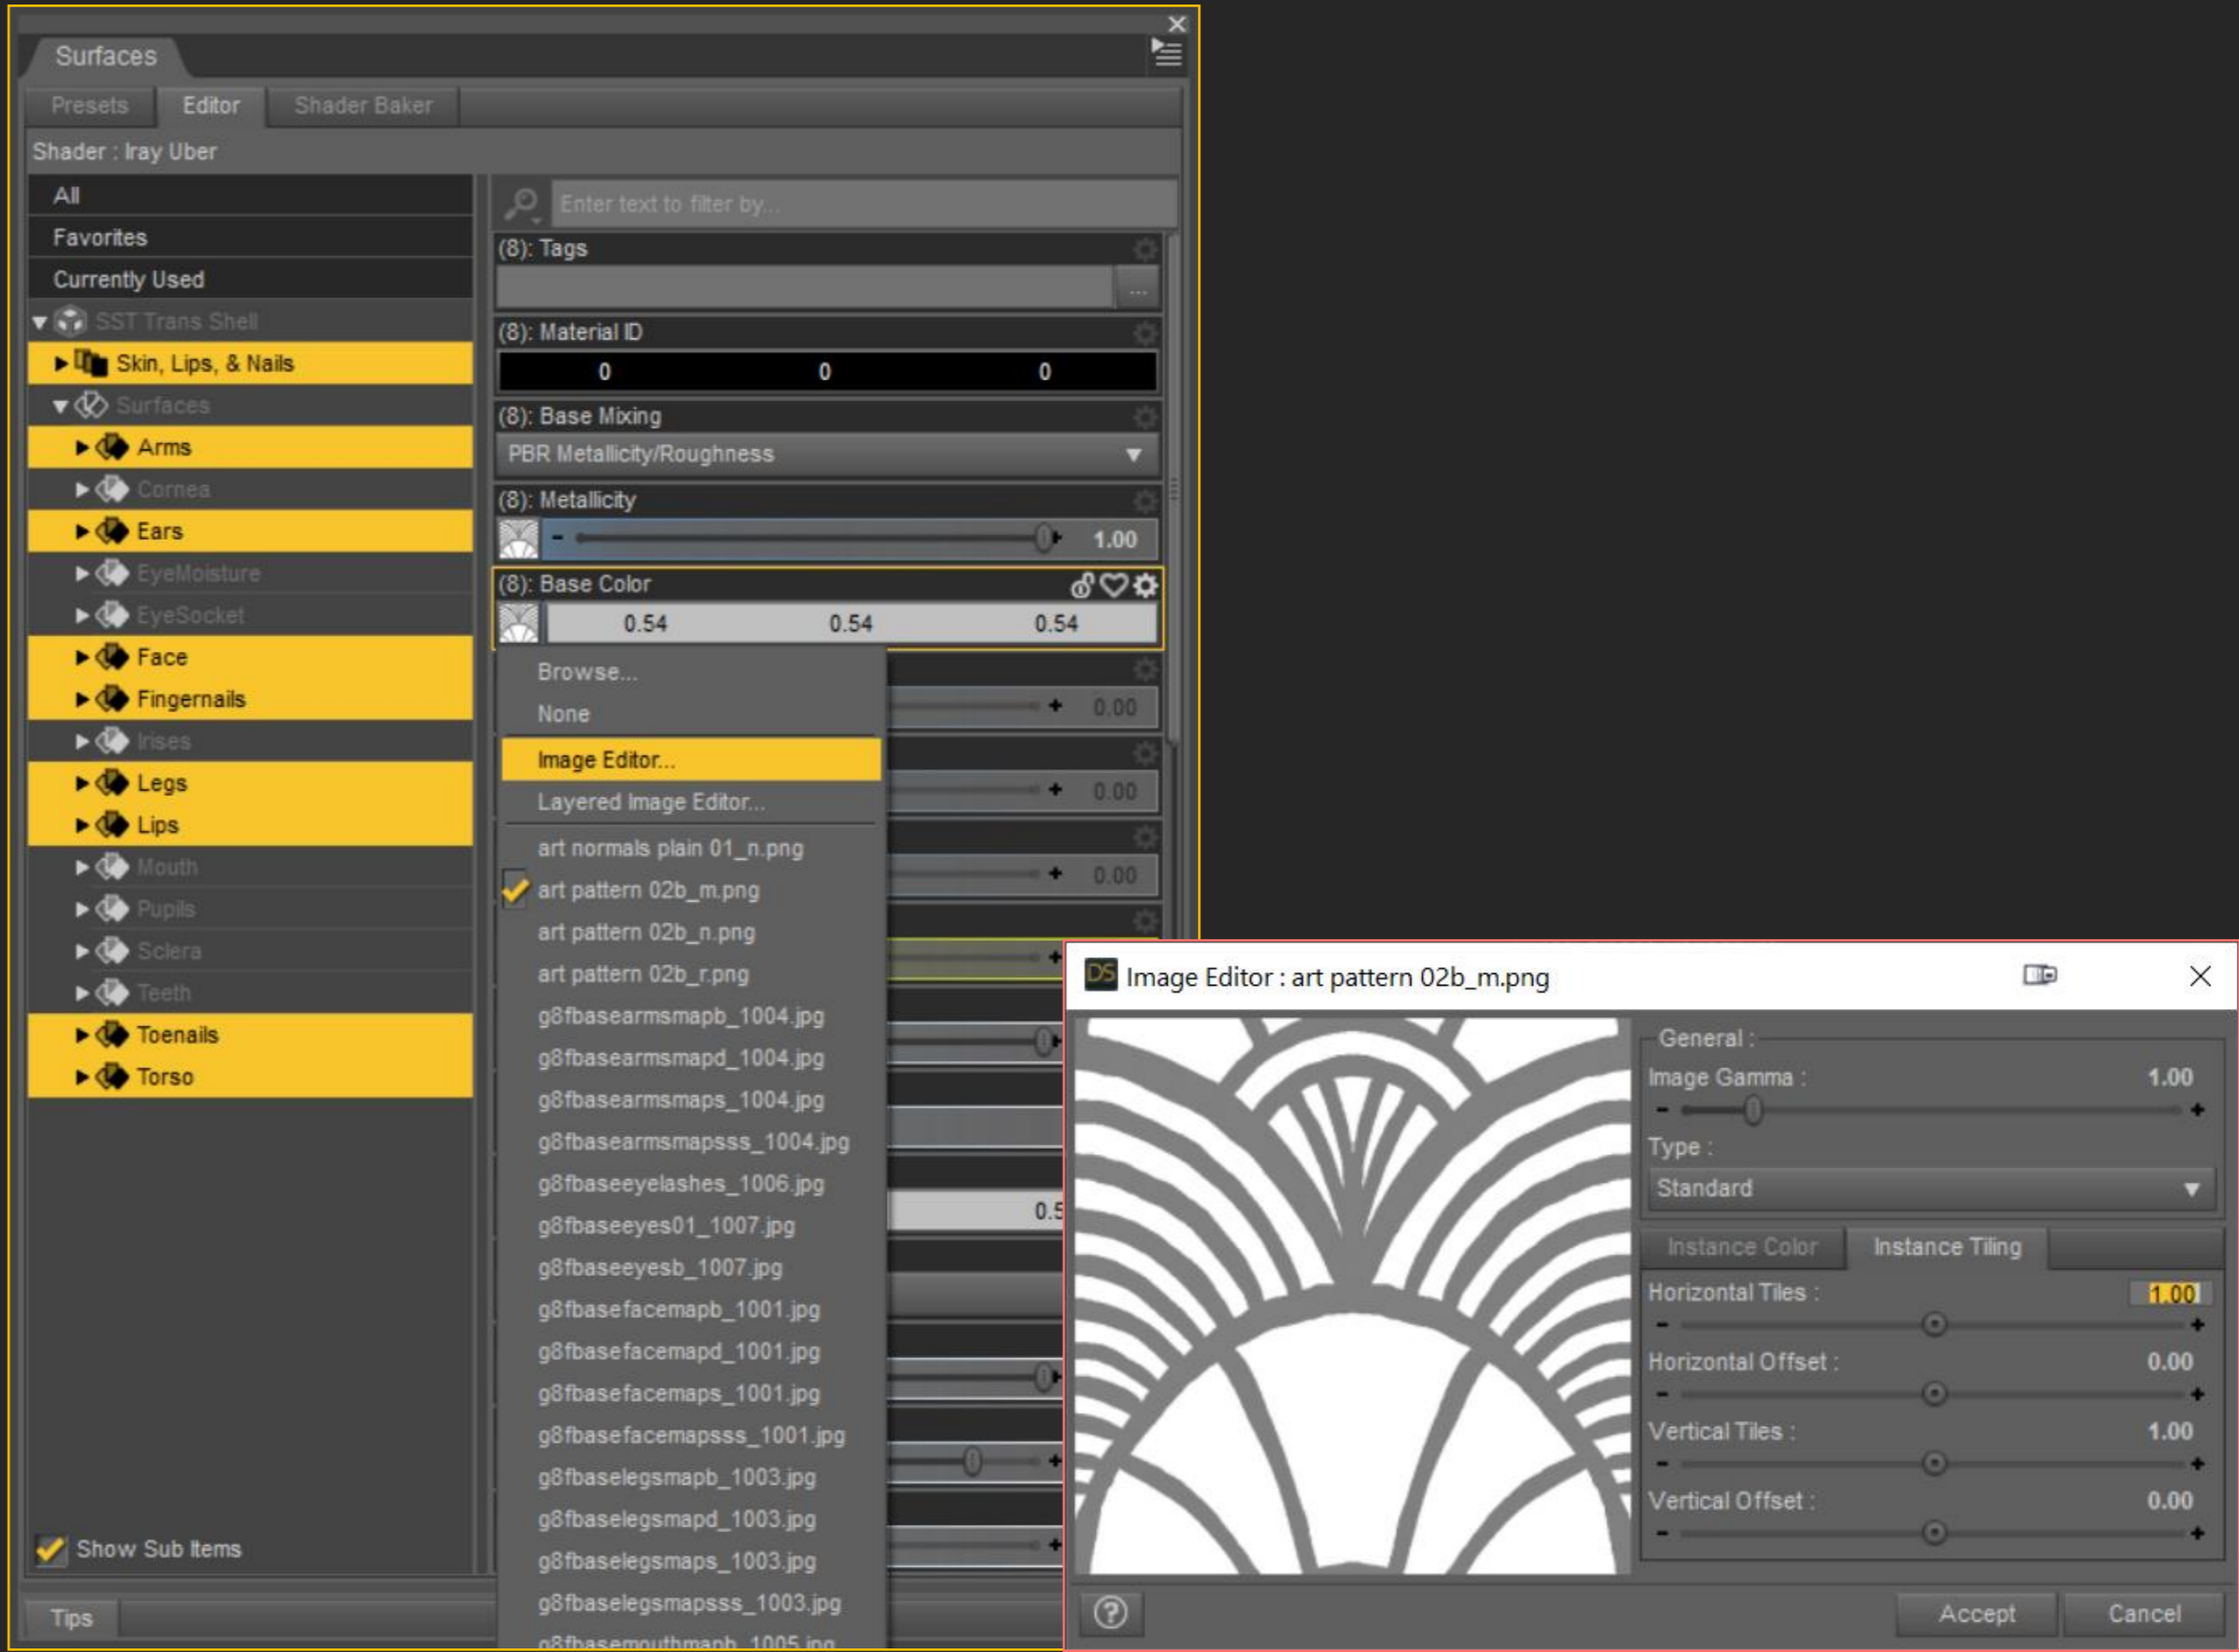 Surfaces
Presets
Editor
Shader Baker
Shader : Iray Uber
All
Favorites
Currently Used
SST Trans Shell
Skin, Lips, & Nails
Surfaces
Arms
Cornea
Ears
EyeMoisture
EyeSocket
Face
Fingernails
Irises
Legs
Lips
Mouth
Pupils
Sclera
Teeth
Toenails
Torso
Show Sub Items
Tips
Enter text to filter by...
(8): Tags
...
(8): Material ID
0 0 0
(8): Base Mixing
PBR Metallicity/Roughness
(8): Metallicity
- + 1.00
(8): Base Color
0.54 0.54 0.54
+ 0.00
+ 0.00
+ 0.00
Browse...
None
Image Editor...
Layered Image Editor...
art normals plain 01_n.png
art pattern 02b_m.png
art pattern 02b_n.png
art pattern 02b_r.png
g8fbasearmsmapb_1004.jpg
g8fbasearmsmapd_1004.jpg
g8fbasearmsmaps_1004.jpg
g8fbasearmsmapsss_1004.jpg
g8fbaseeyelashes_1006.jpg
g8fbaseeyes01_1007.jpg
g8fbaseeyesb_1007.jpg
g8fbasefacemapb_1001.jpg
g8fbasefacemapd_1001.jpg
g8fbasefacemaps_1001.jpg
g8fbasefacemapsss_1001.jpg
g8fbaselegsmapb_1003.jpg
g8fbaselegsmapd_1003.jpg
g8fbaselegsmaps_1003.jpg
g8fbaselegsmapsss_1003.jpg
g8fbasemouthmapb_1005.jpg
DS Image Editor : art pattern 02b_m.png
General :
Image Gamma : 1.00
- +
Type :
Standard
Instance Color
Instance Tiling
Horizontal Tiles : 1.00
- +
Horizontal Offset : 0.00
- +
Vertical Tiles : 1.00
- +
Vertical Offset : 0.00
- +
?
Accept
Cancel